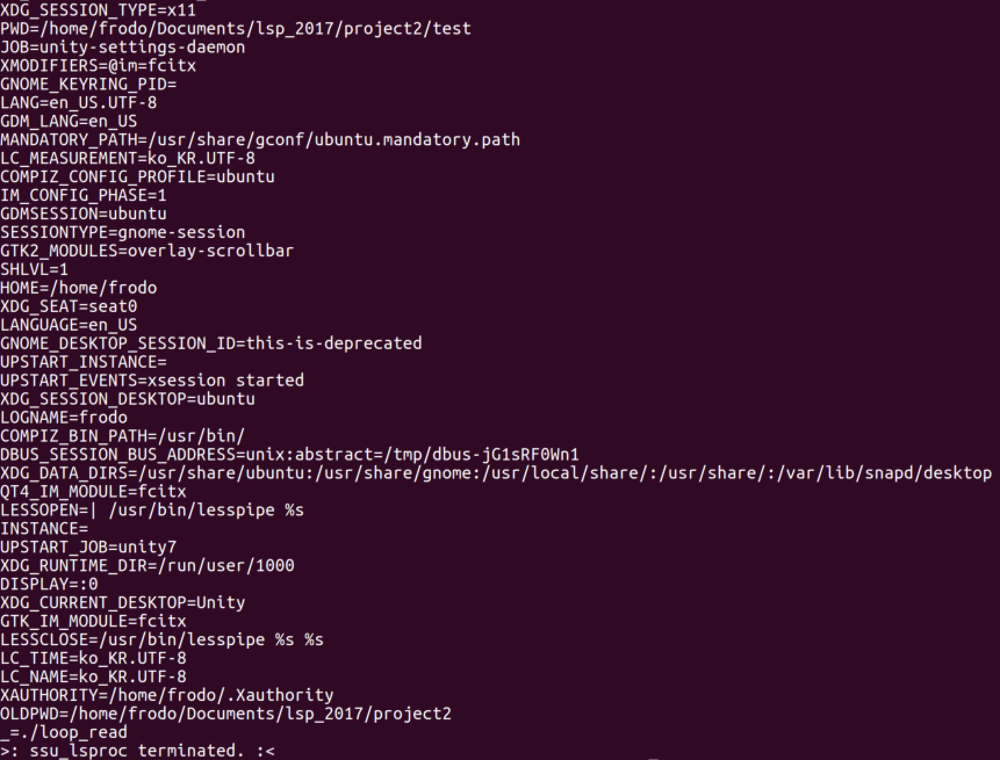 XDG_SESSION_TYPE=x11
PWD=/home/frodo/Documents/lsp_2017/project2/test
JOB=unity-settings-daemon
XMODIFIERS=@im=fcitx
GNOME_KEYRING_PID=
LANG=en_US.UTF-8
GDM_LANG=en_US
MANDATORY_PATH=/usr/share/gconf/ubuntu.mandatory.path
LC_MEASUREMENT=ko_KR.UTF-8
COMPIZ_CONFIG_PROFILE=ubuntu
IM_CONFIG_PHASE=1
GDMSESSION=ubuntu
SESSIONTYPE=gnome-session
GTK2_MODULES=overlay-scrollbar
SHLVL=1
HOME=/home/frodo
XDG_SEAT=seat0
LANGUAGE=en_US
GNOME_DESKTOP_SESSION_ID=this-is-deprecated
UPSTART_INSTANCE=
UPSTART_EVENTS=xsession started
XDG_SESSION_DESKTOP=ubuntu
LOGNAME=frodo
COMPIZ_BIN_PATH=/usr/bin/
DBUS_SESSION_BUS_ADDRESS=unix:abstract=/tmp/dbus-jG1sRF0Wn1
XDG_DATA_DIRS=/usr/share/ubuntu:/usr/share/gnome:/usr/local/share/:/usr/share/:/var/lib/snapd/desktop
QT4_IM_MODULE=fcitx
LESSOPEN=| /usr/bin/lesspipe %s
INSTANCE=
UPSTART_JOB=unity7
XDG_RUNTIME_DIR=/run/user/1000
DISPLAY=:0
XDG_CURRENT_DESKTOP=Unity
GTK_IM_MODULE=fcitx
LESSCLOSE=/usr/bin/lesspipe %s %s
LC_TIME=ko_KR.UTF-8
LC_NAME=ko_KR.UTF-8
XAUTHORITY=/home/frodo/.Xauthority
OLDPWD=/home/frodo/Documents/lsp_2017/project2
_=./loop_read
>: ssu_lsproc terminated. :<